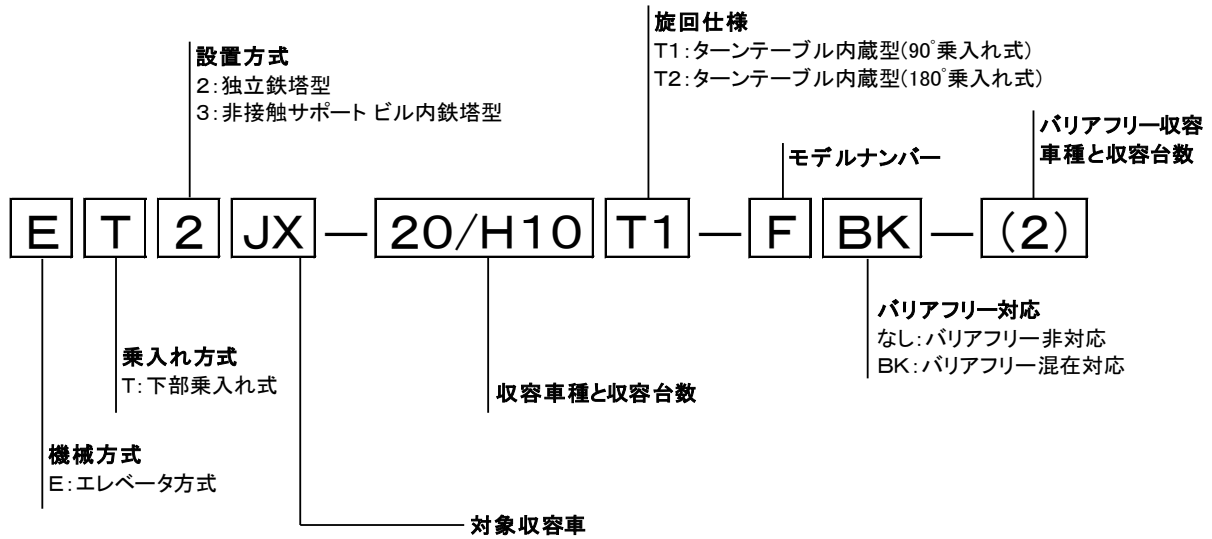 旋回仕様
T1:ターンテーブル内蔵型(90°乗入れ式)
T2:ターンテーブル内蔵型(180°乗入れ式)
設置方式
2:独立鉄塔型
3:非接触サポート ビル内鉄塔型
バリアフリー収容
車種と収容台数
モデルナンバー
E T 2 JX － 20/H10 T1 － F BK － (2)
バリアフリー対応
なし:バリアフリー非対応
BK:バリアフリー混在対応
乗入れ方式
T:下部乗入れ式
収容車種と収容台数
機械方式
E:エレベータ方式
対象収容車